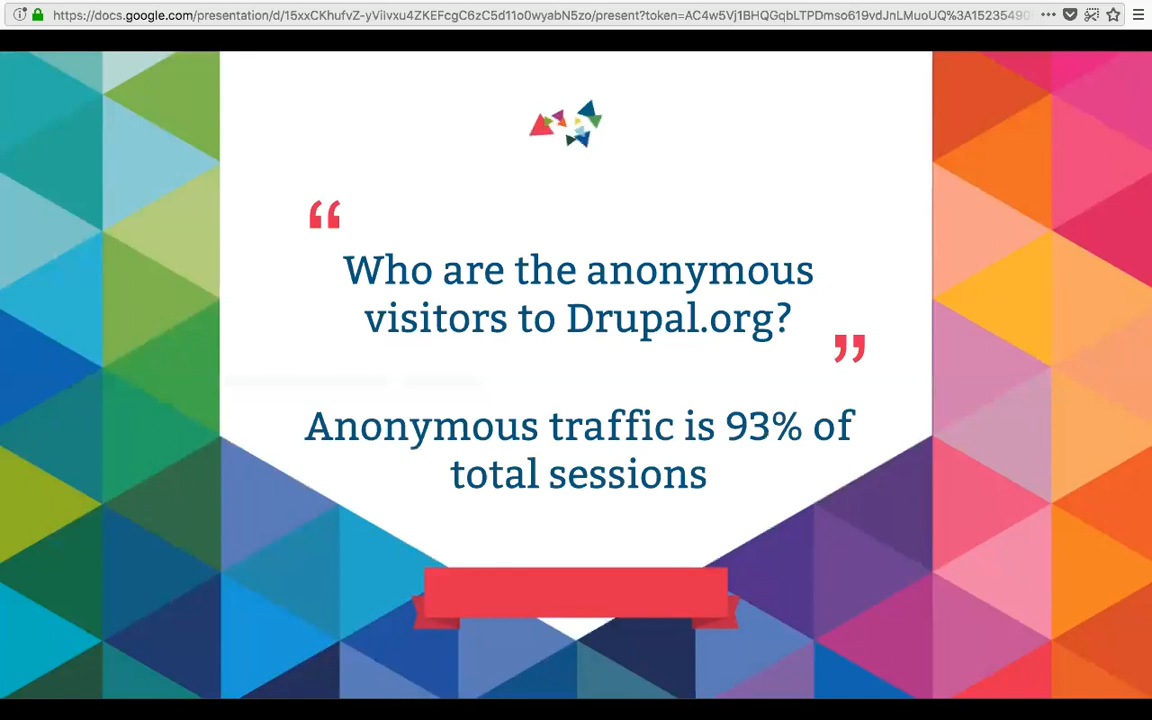 https://docs.google.com/presentation/d/15xxCKhufvZ-yVilvxu4ZKEFcgC6zC5d11o0wyabN5zo/present?token=AC4w5Vj1BHQGqbLTPDmso619vdJnLMuoUQ%3A15235490
“
Who are the anonymous
visitors to Drupal.org?
”
Anonymous traffic is 93% of
total sessions